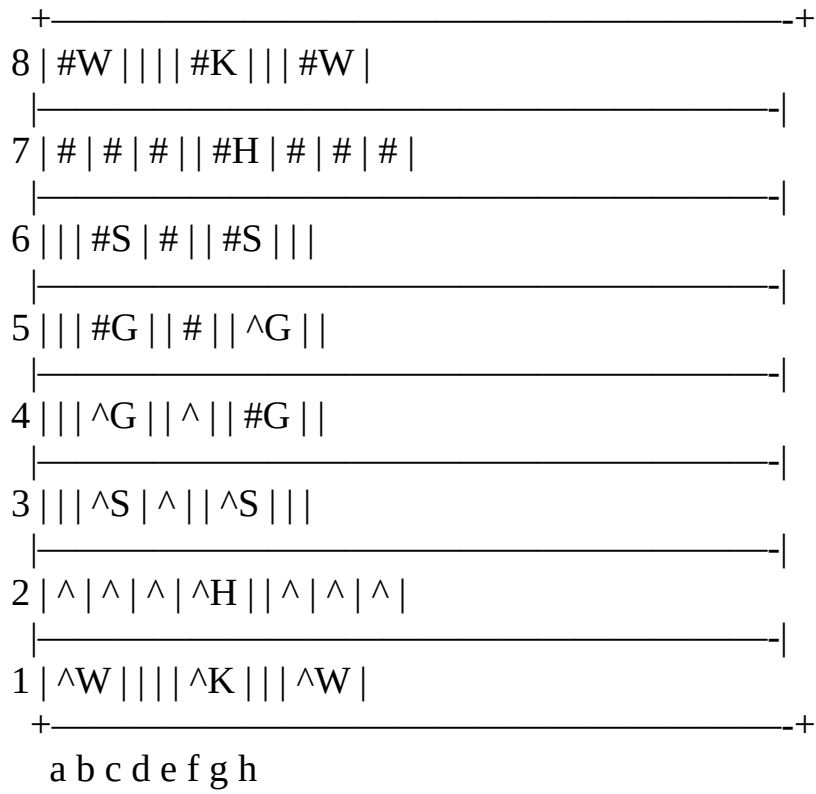 +———————————————————-+
8 | #W | | | | #K | | | #W |
|———————————————————-|
7 | # | # | # | | #H | # | # | # |
|———————————————————-|
6 | | | #S | # | | #S | | |
|———————————————————-|
5 | | | #G | | # | | ^G | |
|———————————————————-|
4 | | | ^G | | ^ | | #G | |
|———————————————————-|
3 | | | ^S | ^ | | ^S | | |
|———————————————————-|
2 | ^ | ^ | ^ | ^H | | ^ | ^ | ^ |
|———————————————————-|
1 | ^W | | | | ^K | | | ^W |
+———————————————————-+
a b c d e f g h